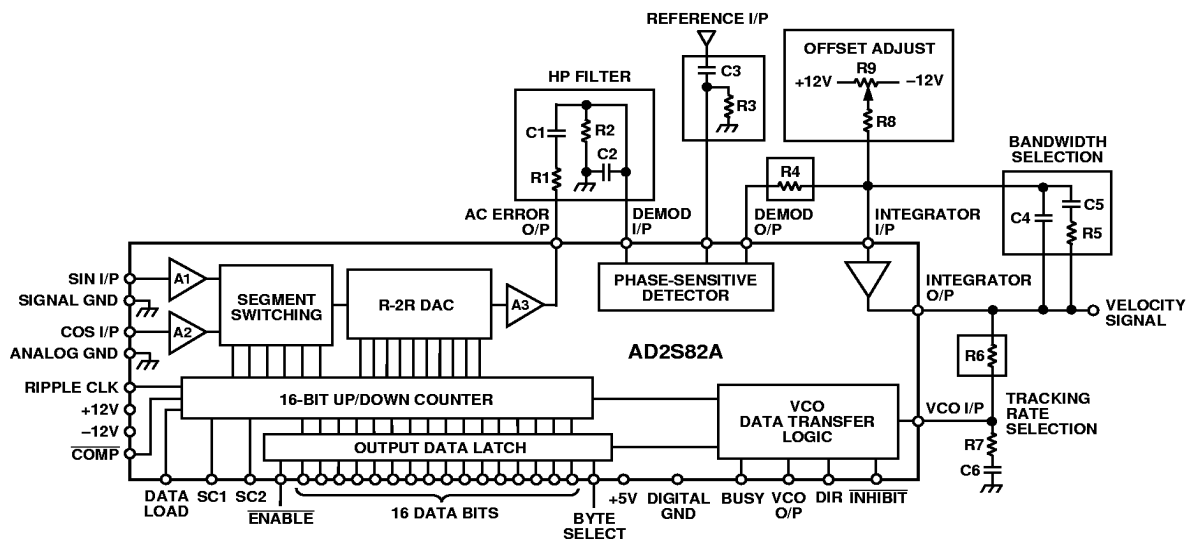 REFERENCE I/P
C3
R3
OFFSET ADJUST
R9
+12V
–12V
R8
HP FILTER
C1
R2
C2
R1
BANDWIDTH
SELECTION
R4
C4
C5
R5
AC ERROR
O/P
DEMOD
I/P
DEMOD
O/P
INTEGRATOR
I/P
SIN I/P
SIGNAL GND
COS I/P
ANALOG GND
RIPPLE CLK
+12V
–12V
COMP
A1
A2
SEGMENT
SWITCHING
R-2R DAC
A3
PHASE-SENSITIVE
DETECTOR
INTEGRATOR
O/P
VELOCITY
SIGNAL
AD2S82A
R6
16-BIT UP/DOWN COUNTER
VCO
DATA TRANSFER
LOGIC
VCO I/P
TRACKING
RATE
SELECTION
R7
C6
OUTPUT DATA LATCH
DATA
LOAD
SC1
SC2
ENABLE
16 DATA BITS
BYTE
SELECT
+5V
DIGITAL
GND
BUSY
VCO
O/P
DIR
INHIBIT